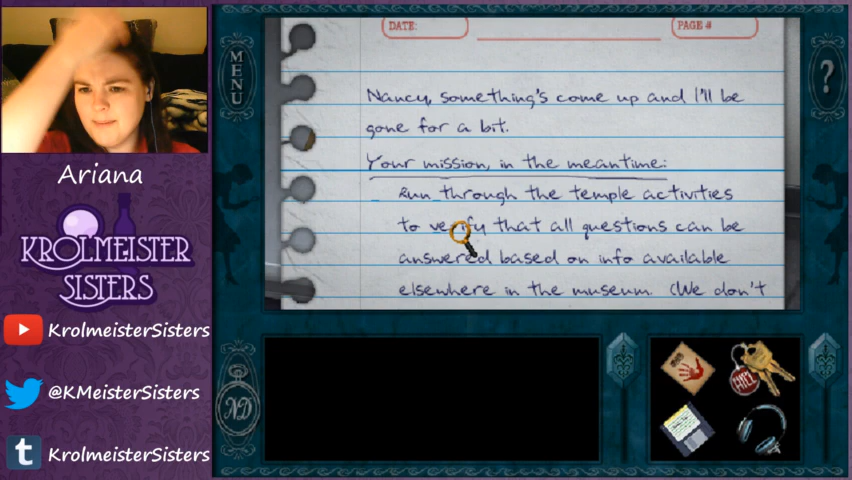 DATE:
PAGE #
Nancy, something's come up and I'll be
gone for a bit.
Your mission, in the meantime:
Run through the temple activities
to verify that all questions can be
answered based on info available
elsewhere in the museum. (We don't
MENU
?
ND
Ariana
KROLMEISTER
SISTERS
KrolmeisterSisters
@KMeisterSisters
t
KrolmeisterSisters